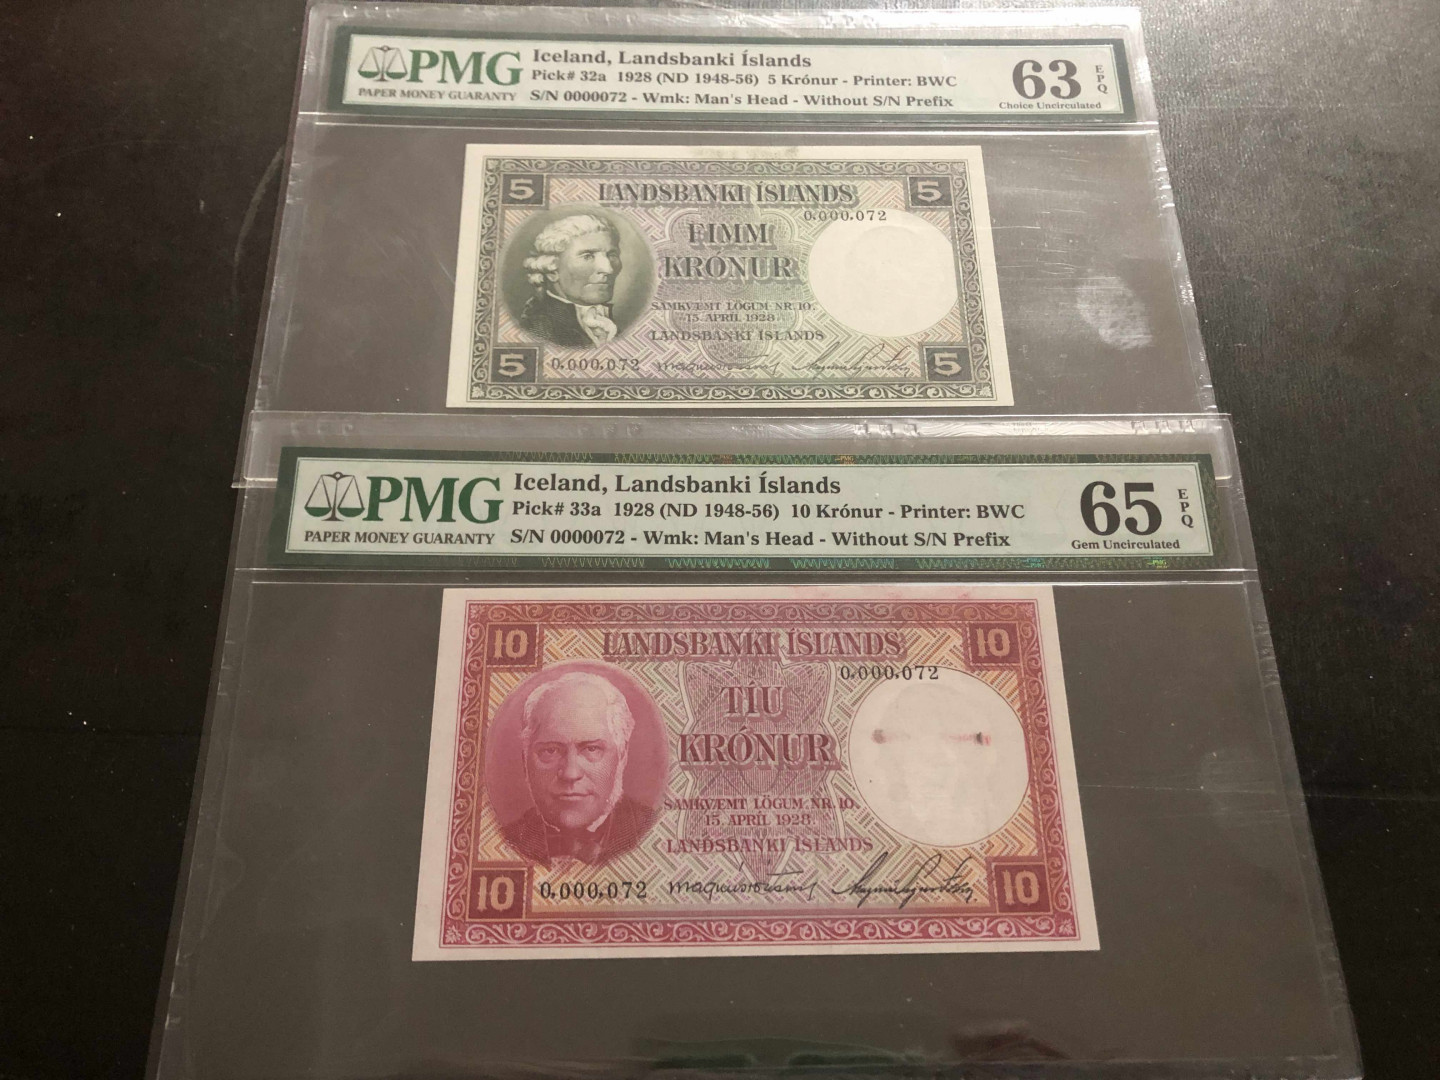 PMG
PAPER MONEY GUARANTY
Iceland, Landsbanki Íslands
Pick# 32a 1928 (ND 1948-56) 5 Krónur - Printer: BWC
S/N 0000072 - Wmk: Man's Head - Without S/N Prefix
63 EPQ
Choice Uncirculated
5 LANDSBANKI ÍSLANDS 5
0,000,072
FIMM
KRÓNUR
SAMKVÆMT LÖGUM NR. 10,
15. APRÍL 1928
LANDSBANKI ÍSLANDS
5 0,000,072 5
PMG
PAPER MONEY GUARANTY
Iceland, Landsbanki Íslands
Pick# 33a 1928 (ND 1948-56) 10 Krónur - Printer: BWC
S/N 0000072 - Wmk: Man's Head - Without S/N Prefix
65 EPQ
Gem Uncirculated
10 LANDSBANKI ÍSLANDS 10
0,000,072
TÍU
KRÓNUR
SAMKVÆMT LÖGUM NR. 10,
15. APRÍL 1928
LANDSBANKI ÍSLANDS
10 0,000,072 10